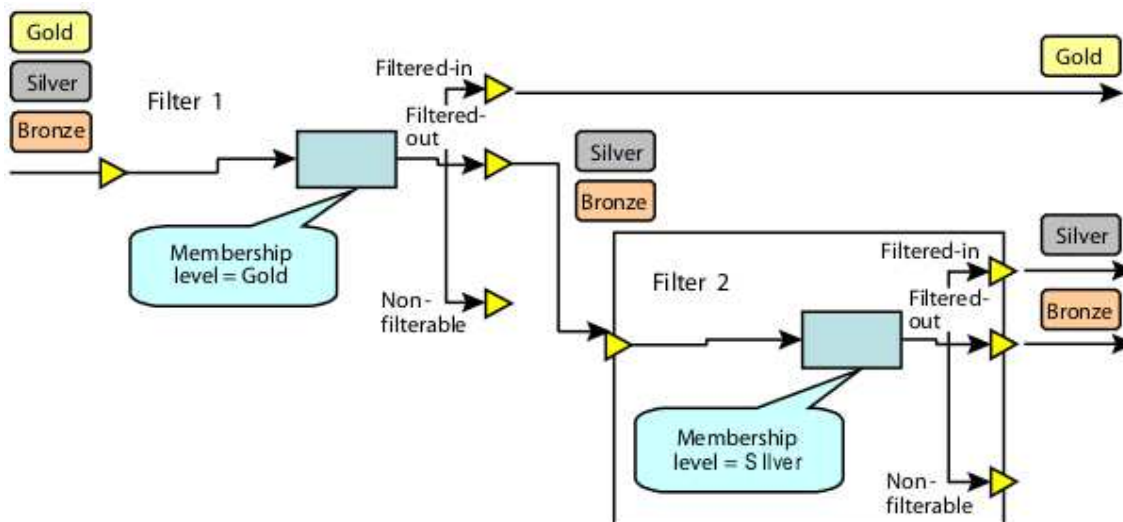 Gold
Silver
Bronze
Filter 1
Filtered-in
Filtered-
out
Non-
filterable
Membership
level = Gold
Gold
Silver
Bronze
Filter 2
Filtered-in
Filtered-
out
Non-
filterable
Membership
level = SIlver
Silver
Bronze